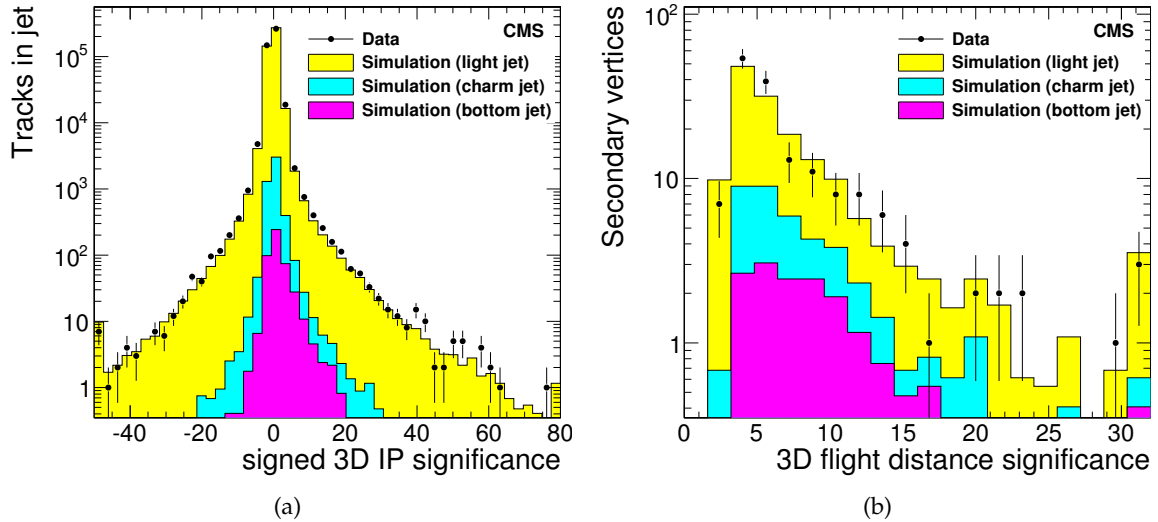 CMS
Data
Simulation (light jet)
Simulation (charm jet)
Simulation (bottom jet)
Tracks in jet
10^5
10^4
10^3
10^2
10
1
-40 -20 0 20 40 60 80
signed 3D IP significance
(a)
CMS
Data
Simulation (light jet)
Simulation (charm jet)
Simulation (bottom jet)
Secondary vertices
10^2
10
1
0 5 10 15 20 25 30
3D flight distance significance
(b)